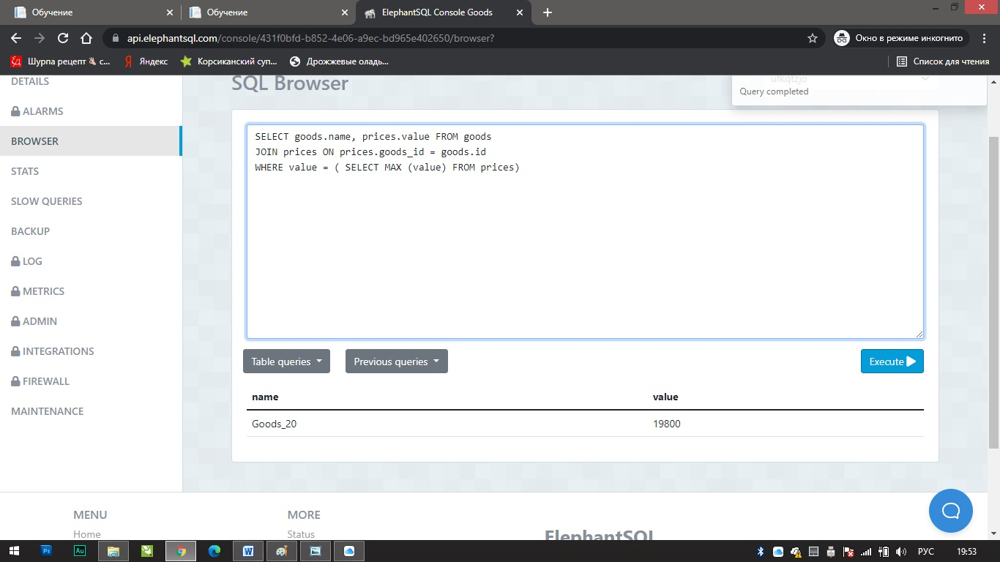 Обучение
Обучение
ElephantSQL Console Goods
api.elephantsql.com/console/431f0bfd-b852-4e06-a9ec-bd965e402650/browser?
Окно в режиме инкогнито
Шурпа рецепт с...
Яндекс
Корсиканский суп...
Дрожжевые оладь...
Список для чтения
DETAILS
ALARMS
BROWSER
STATS
SLOW QUERIES
BACKUP
LOG
METRICS
ADMIN
INTEGRATIONS
FIREWALL
MAINTENANCE
SQL Browser
ufkqtzjo
Query completed
SELECT goods.name, prices.value FROM goods
JOIN prices ON prices.goods_id = goods.id
WHERE value = ( SELECT MAX (value) FROM prices)
Table queries
Previous queries
Execute
name value
Goods_20 19800
MENU
Home
MORE
Status
ElephantSQL
Ps
Au
W
РУС
19:53